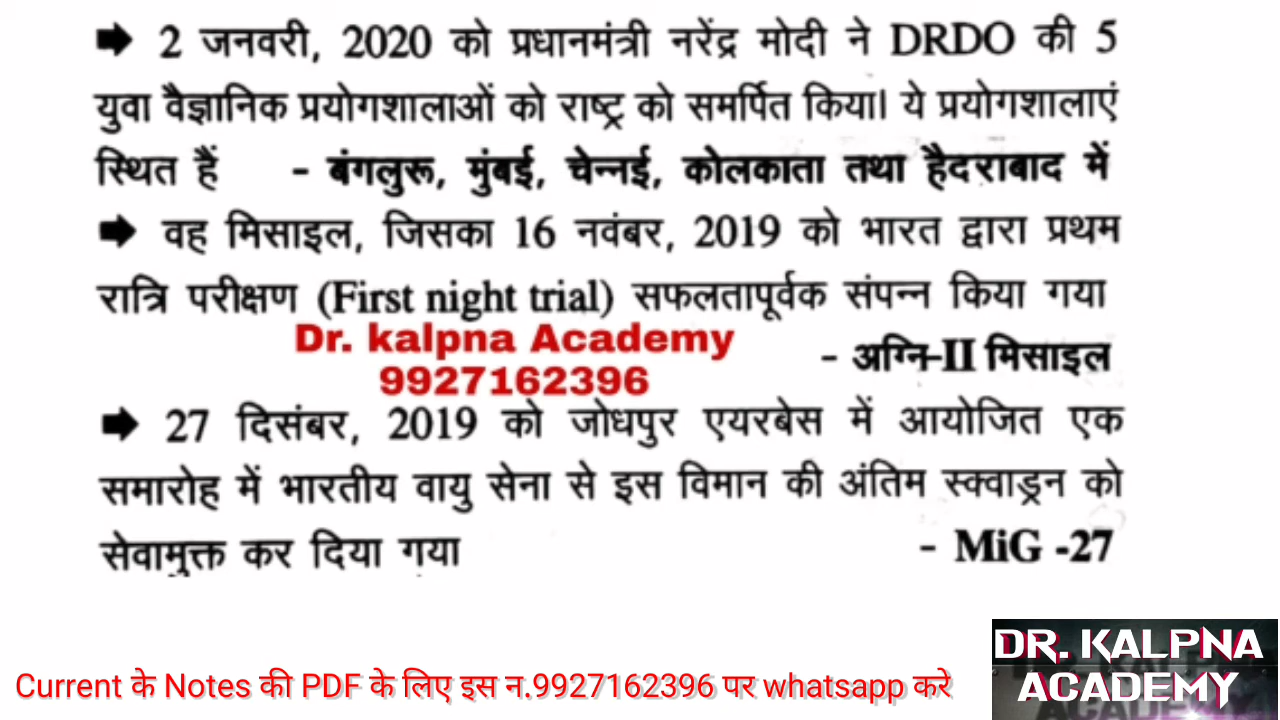 ➡ 2 जनवरी, 2020 को प्रधानमंत्री नरेंद्र मोदी ने DRDO की 5
युवा वैज्ञानिक प्रयोगशालाओं को राष्ट्र को समर्पित किया। ये प्रयोगशालाएं
स्थित हैं - बंगलुरू, मुंबई, चेन्नई, कोलकाता तथा हैदराबाद में
➡ वह मिसाइल, जिसका 16 नवंबर, 2019 को भारत द्वारा प्रथम
रात्रि परीक्षण (First night trial) सफलतापूर्वक संपन्न किया गया
Dr. kalpna Academy
- अग्नि-II मिसाइल
9927162396
➡ 27 दिसंबर, 2019 को जोधपुर एयरबेस में आयोजित एक
समारोह में भारतीय वायु सेना से इस विमान की अंतिम स्क्वाड्रन को
सेवामुक्त कर दिया गया - MiG -27
Current के Notes की PDF के लिए इस न.9927162396 पर whatsapp करे
DR. KALPNA
ACADEMY